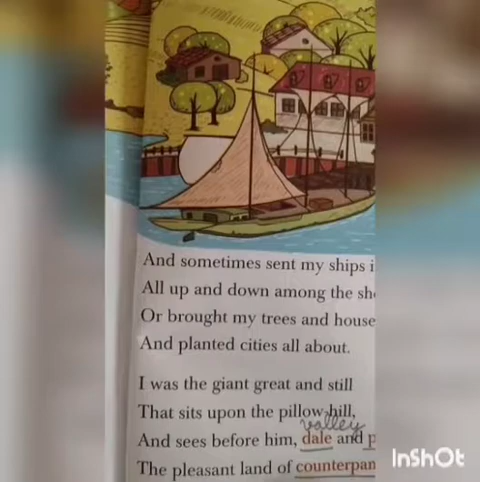 And sometimes sent my ships i
All up and down among the sh
Or brought my trees and house
And planted cities all about.
I was the giant great and still
That sits upon the pillow-hill,
valley
And sees before him, dale and p
The pleasant land of counterpan
InShOt